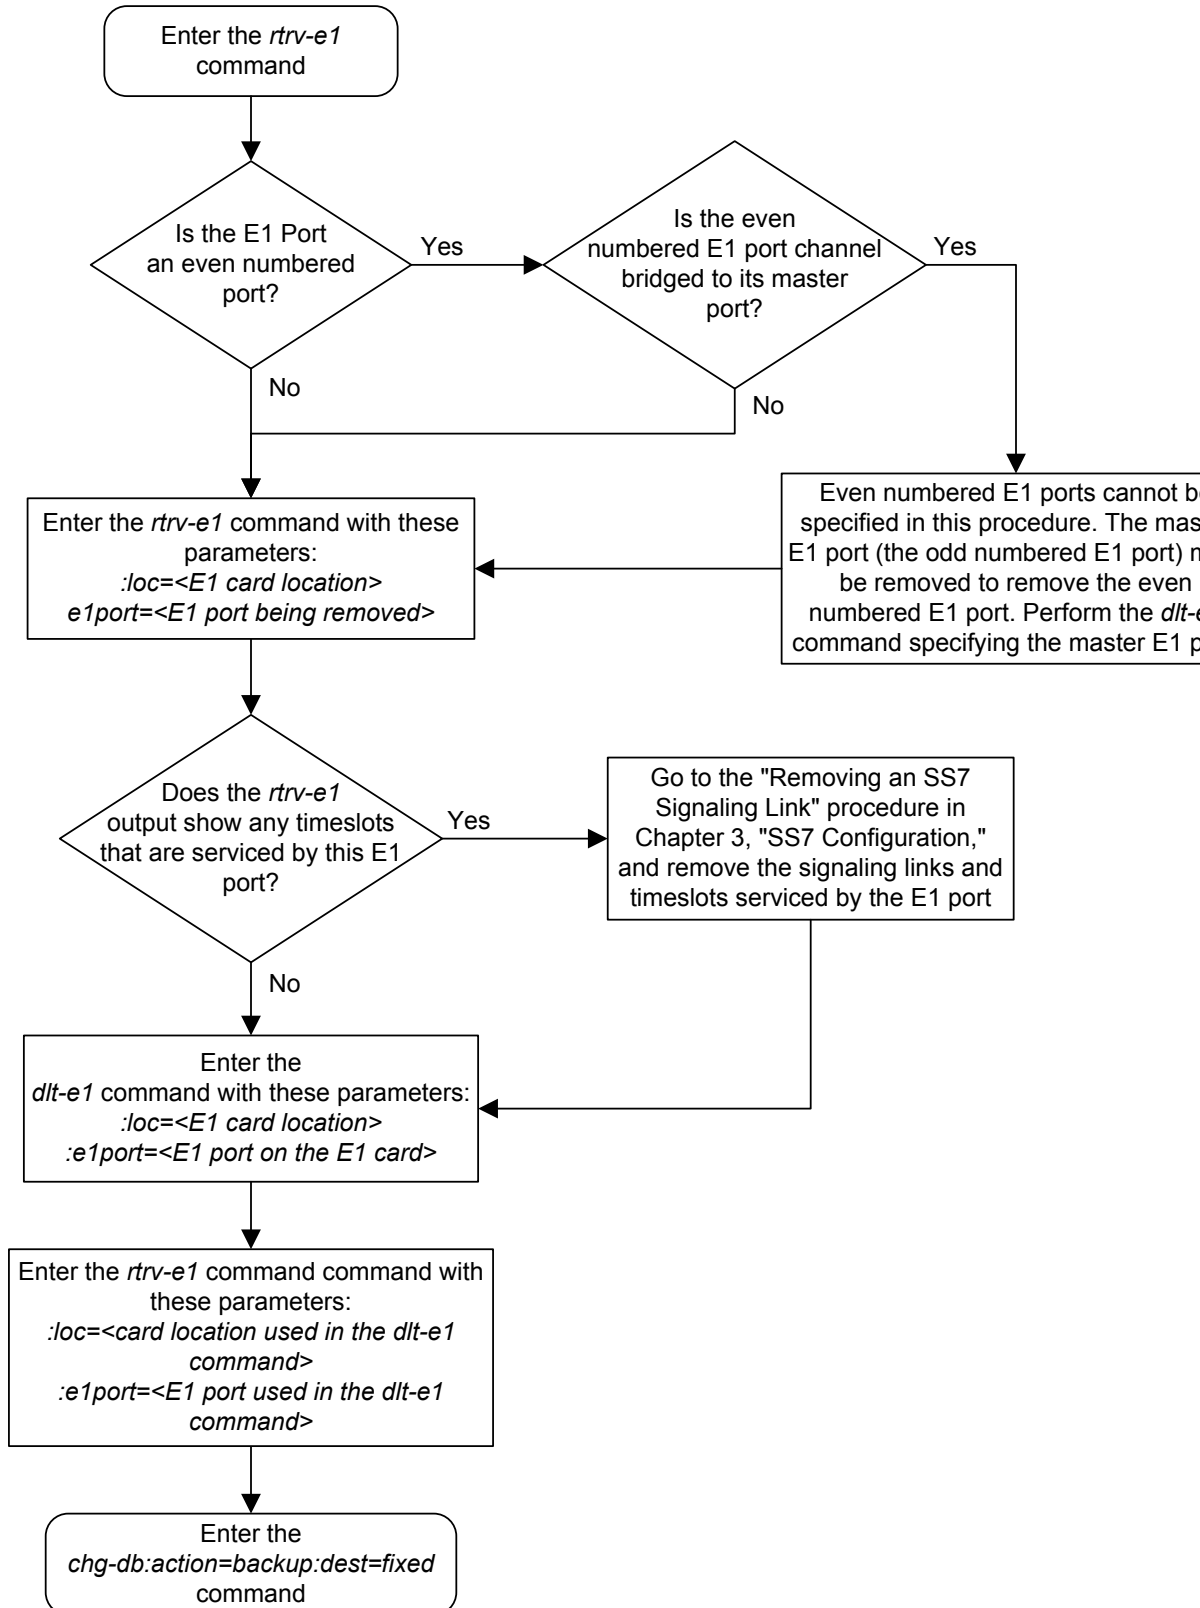 Enter the rtrv-e1
command
Is the E1 Port
an even numbered
port?
Yes
No
Is the even
numbered E1 port channel
bridged to its master
port?
Yes
No
Even numbered E1 ports cannot
specified in this procedure. The
E1 port (the odd numbered E1 port)
be removed to remove the even
numbered E1 port. Perform the
command specifying the master E1
Enter the rtrv-e1 command with these
parameters:
:loc=<E1 card location>
e1port=<E1 port being removed>
Does the rtrv-e1
output show any timeslots
that are serviced by this E1
port?
Yes
No
Go to the "Removing an SS7
Signaling Link" procedure in
Chapter 3, "SS7 Configuration,"
and remove the signaling links and
timeslots serviced by the E1 port
Enter the
dlt-e1 command with these parameters:
:loc=<E1 card location>
:e1port=<E1 port on the E1 card>
Enter the rtrv-e1 command command with
these parameters:
:loc=<card location used in the dlt-e1
command>
:e1port=<E1 port used in the dlt-e1
command>
Enter the
chg-db:action=backup:dest=fixed
command